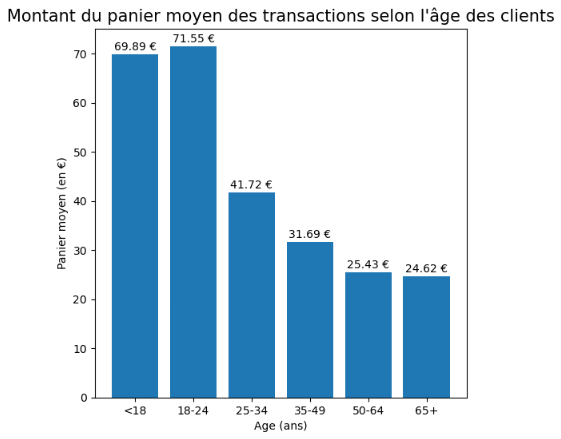 Montant du panier moyen des transactions selon l'âge des clients
69.89 € 71.55 € 41.72 € 31.69 € 25.43 € 24.62 €
Panier moyen (en €)
70
60
50
40
30
20
10
0
<18 18-24 25-34 35-49 50-64 65+
Age (ans)